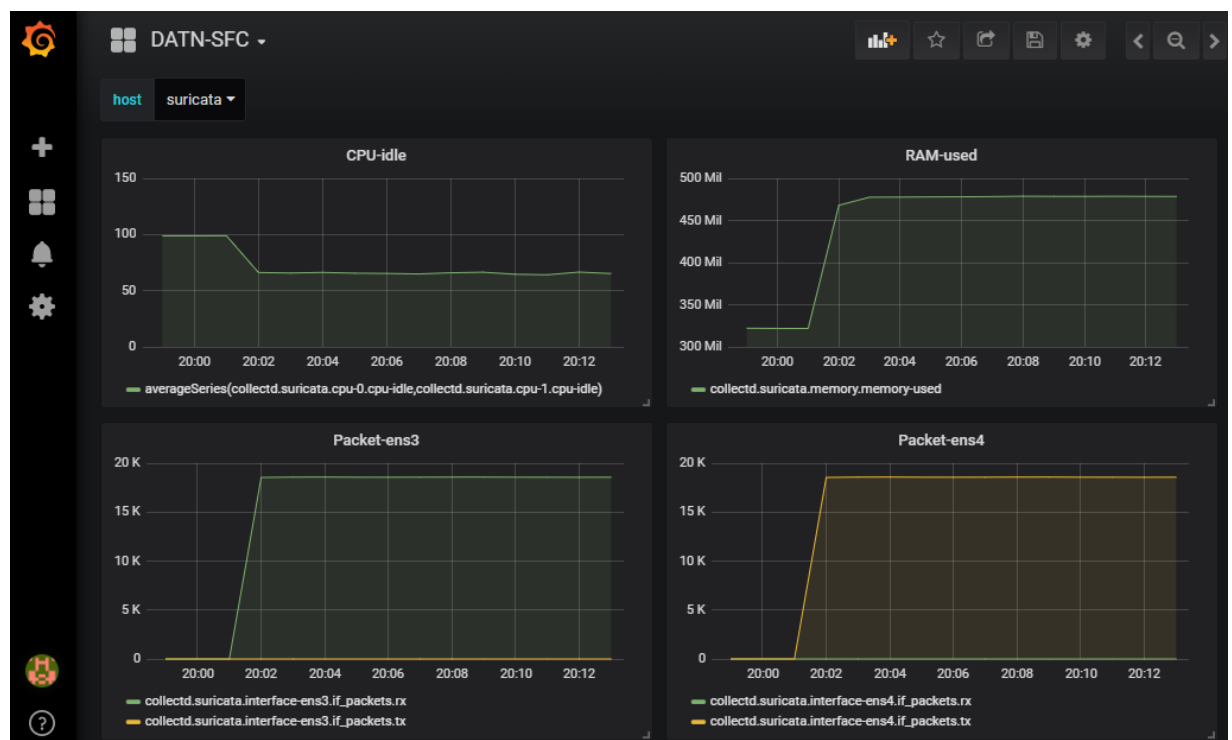 DATN-SFC
host suricata
CPU-idle
150
100
50
0
20:00 20:02 20:04 20:06 20:08 20:10 20:12
averageSeries(collectd.suricata.cpu-0.cpu-idle,collectd.suricata.cpu-1.cpu-idle)
RAM-used
500 Mil
450 Mil
400 Mil
350 Mil
300 Mil
20:00 20:02 20:04 20:06 20:08 20:10 20:12
collectd.suricata.memory.memory-used
Packet-ens3
20 K
15 K
10 K
5 K
0
20:00 20:02 20:04 20:06 20:08 20:10 20:12
collectd.suricata.interface-ens3.if_packets.rx
collectd.suricata.interface-ens3.if_packets.tx
Packet-ens4
20 K
15 K
10 K
5 K
0
20:00 20:02 20:04 20:06 20:08 20:10 20:12
collectd.suricata.interface-ens4.if_packets.rx
collectd.suricata.interface-ens4.if_packets.tx